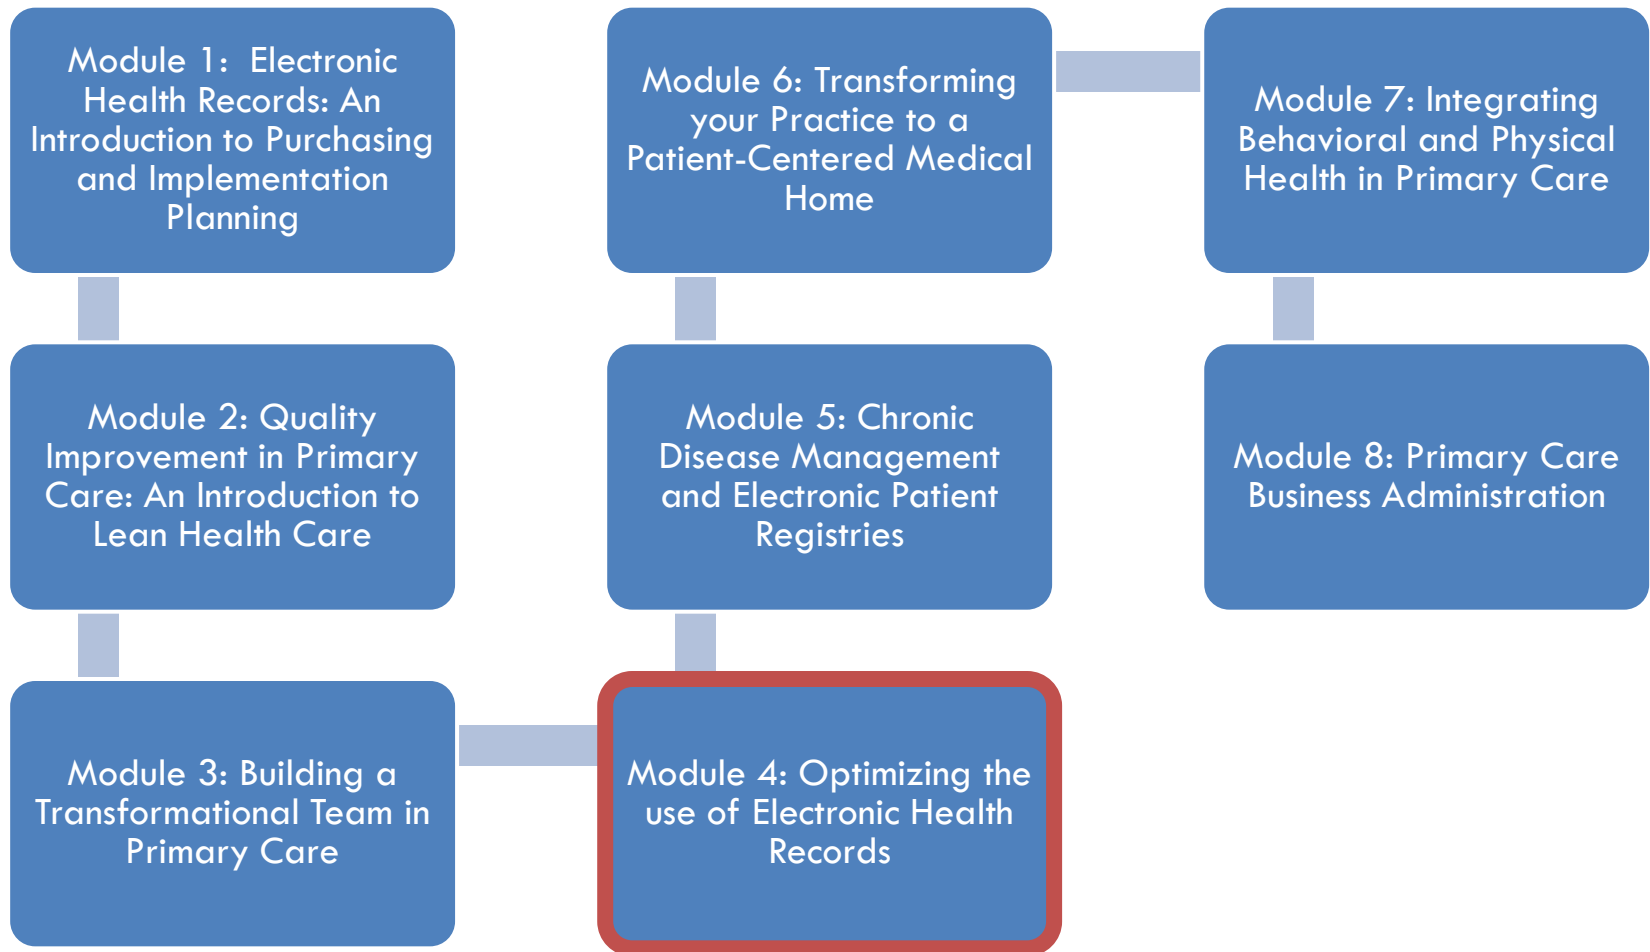 Module 1:  Electronic
Health Records: An
Introduction to Purchasing
and Implementation
Planning
Module 2: Quality
Improvement in Primary
Care: An Introduction to
Lean Health Care
Module 3: Building a
Transformational Team in
Primary Care
Module 4: Optimizing the
use of Electronic Health
Records
Module 5: Chronic
Disease Management
and Electronic Patient
Registries
Module 6: Transforming
your Practice to a
Patient-Centered Medical
Home
Module 7: Integrating
Behavioral and Physical
Health in Primary Care
Module 8: Primary Care
Business Administration